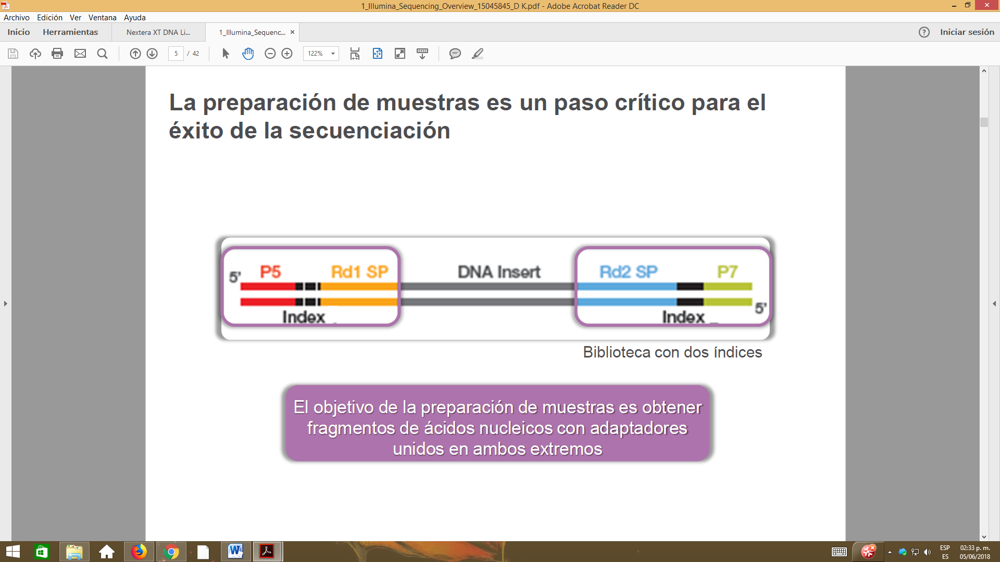 1_Illumina_Sequencing_Overview_15045845_D K.pdf - Adobe Acrobat Reader DC
Archivo Edición Ver Ventana Ayuda
Inicio Herramientas Nextera XT DNA Li... 1_Illumina_Sequenc... × ? Iniciar sesión
5 / 42 122%
La preparación de muestras es un paso crítico para el
éxito de la secuenciación
5' P5 Rd1 SP DNA Insert Rd2 SP P7
5'
Index Index
Biblioteca con dos índices
El objetivo de la preparación de muestras es obtener
fragmentos de ácidos nucleicos con adaptadores
unidos en ambos extremos
ESP 02:33 p. m.
ES 05/06/2018